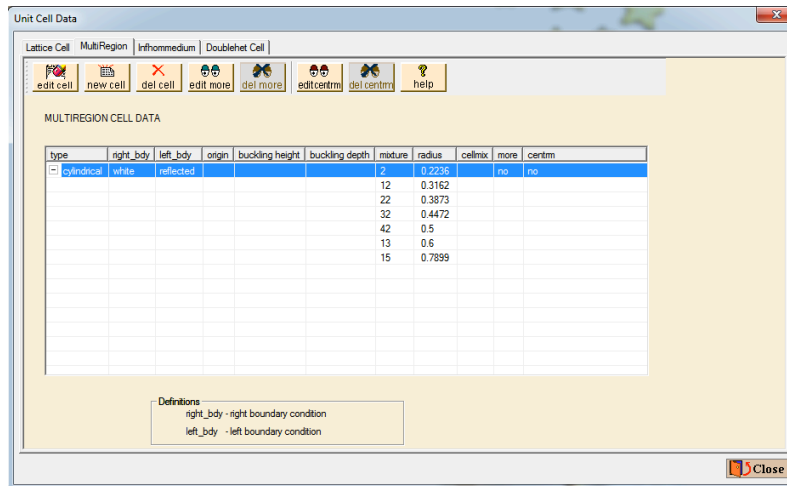 Unit Cell Data
Lattice Cell MultiRegion Infhommedium Doublehet Cell
edit cell new cell del cell edit more del more editcentrm del centrm help
MULTIREGION CELL DATA
type right_bdy left_bdy origin buckling height buckling depth mixture radius cellmix more centrm
cylindrical white reflected 2 0.2236 no no
12 0.3162
22 0.3873
32 0.4472
42 0.5
13 0.6
15 0.7899
Definitions
right_bdy - right boundary condition
left_bdy - left boundary condition
Close